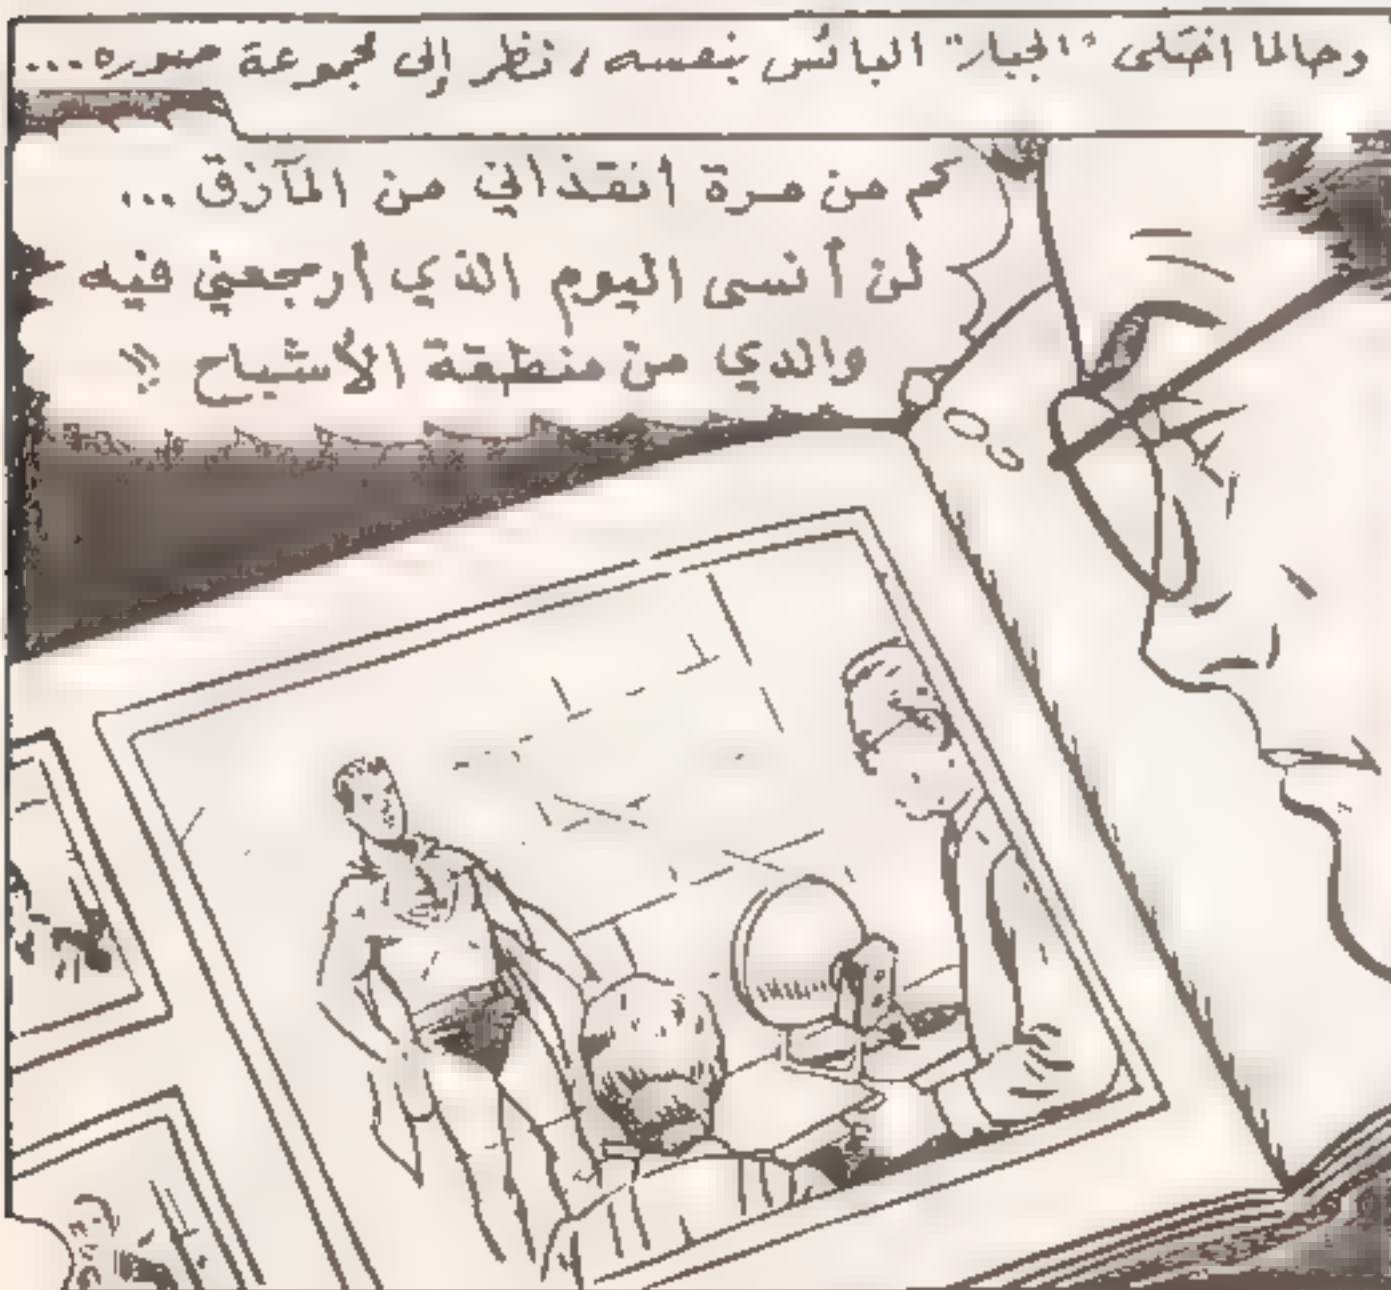 وحالما اختلى "الجبار" البائس بنفسه، نظر إلى مجموعة صوره...
كم من مرة أنقذاني من المآزق ...
لن أنسى اليوم الذي أرجعني فيه
والدي من منطقة الأشباح !!